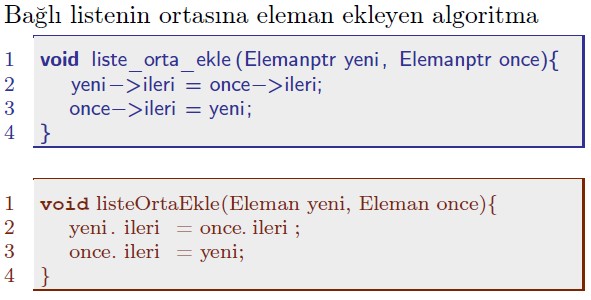 Bağlı listenin ortasına eleman ekleyen algoritma
1 void liste_orta_ekle(Elemanptr yeni, Elemanptr once){
2 yeni->ileri = once->ileri;
3 once->ileri = yeni;
4 }
1 void listeOrtaEkle(Eleman yeni, Eleman once){
2 yeni. ileri = once. ileri ;
3 once. ileri = yeni;
4 }